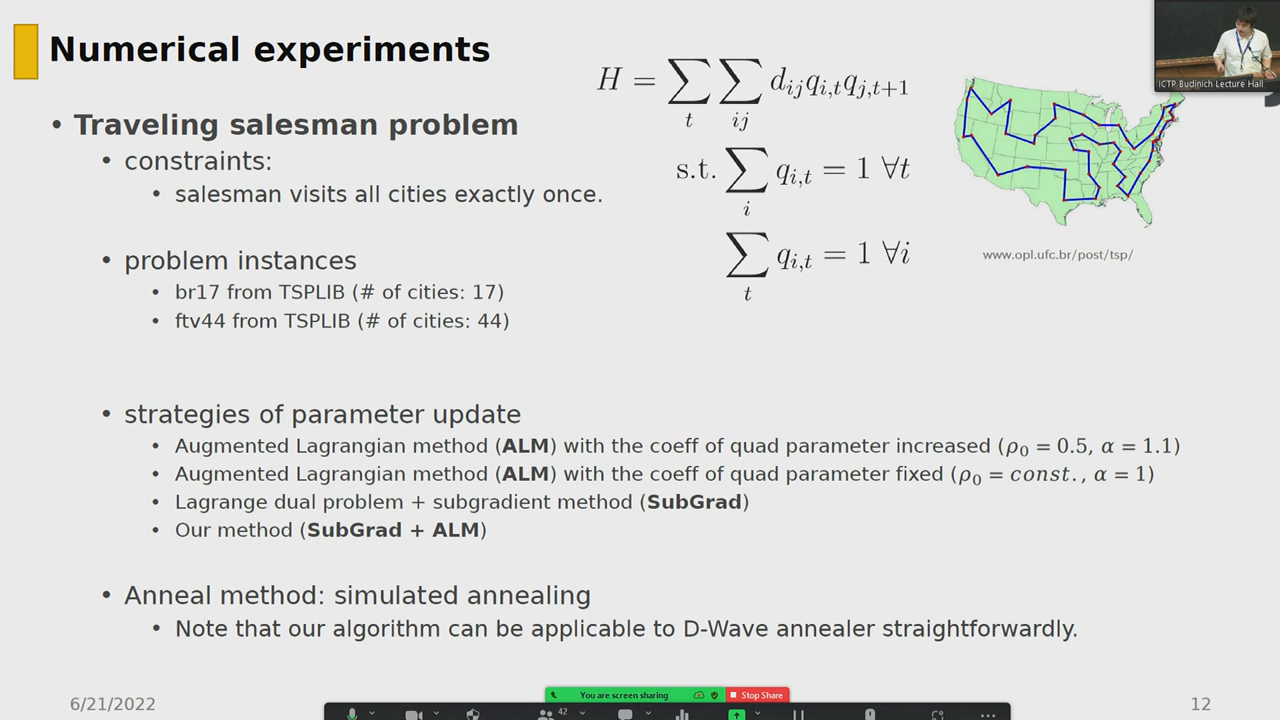 Numerical experiments
ICTP Budinich Lecture Hall
H = ∑_t ∑_{ij} d_{ij} q_{i,t} q_{j,t+1}
s.t. ∑_i q_{i,t} = 1 ∀t
∑_t q_{i,t} = 1 ∀i
www.opl.ufc.br/post/tsp/
• Traveling salesman problem
• constraints:
• salesman visits all cities exactly once.
• problem instances
• br17 from TSPLIB (# of cities: 17)
• ftv44 from TSPLIB (# of cities: 44)
• strategies of parameter update
• Augmented Lagrangian method (ALM) with the coeff of quad parameter increased (ρ₀ = 0.5, α = 1.1)
• Augmented Lagrangian method (ALM) with the coeff of quad parameter fixed (ρ₀ = const., α = 1)
• Lagrange dual problem + subgradient method (SubGrad)
• Our method (SubGrad + ALM)
• Anneal method: simulated annealing
• Note that our algorithm can be applicable to D-Wave annealer straightforwardly.
You are screen sharing
Stop Share
6/21/2022
42
12